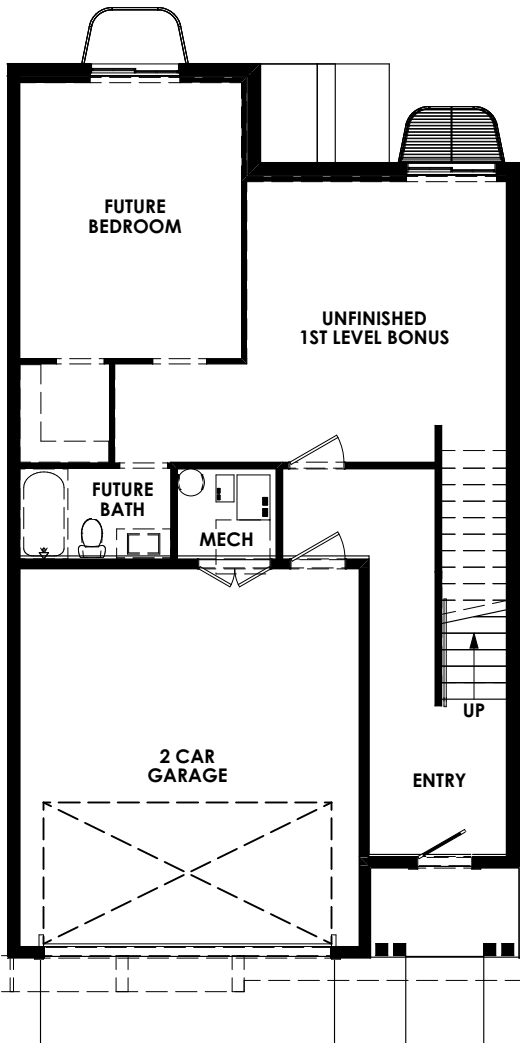 FUTURE
BEDROOM
UNFINISHED
1ST LEVEL BONUS
FUTURE
BATH
MECH
UP
2 CAR
GARAGE
ENTRY